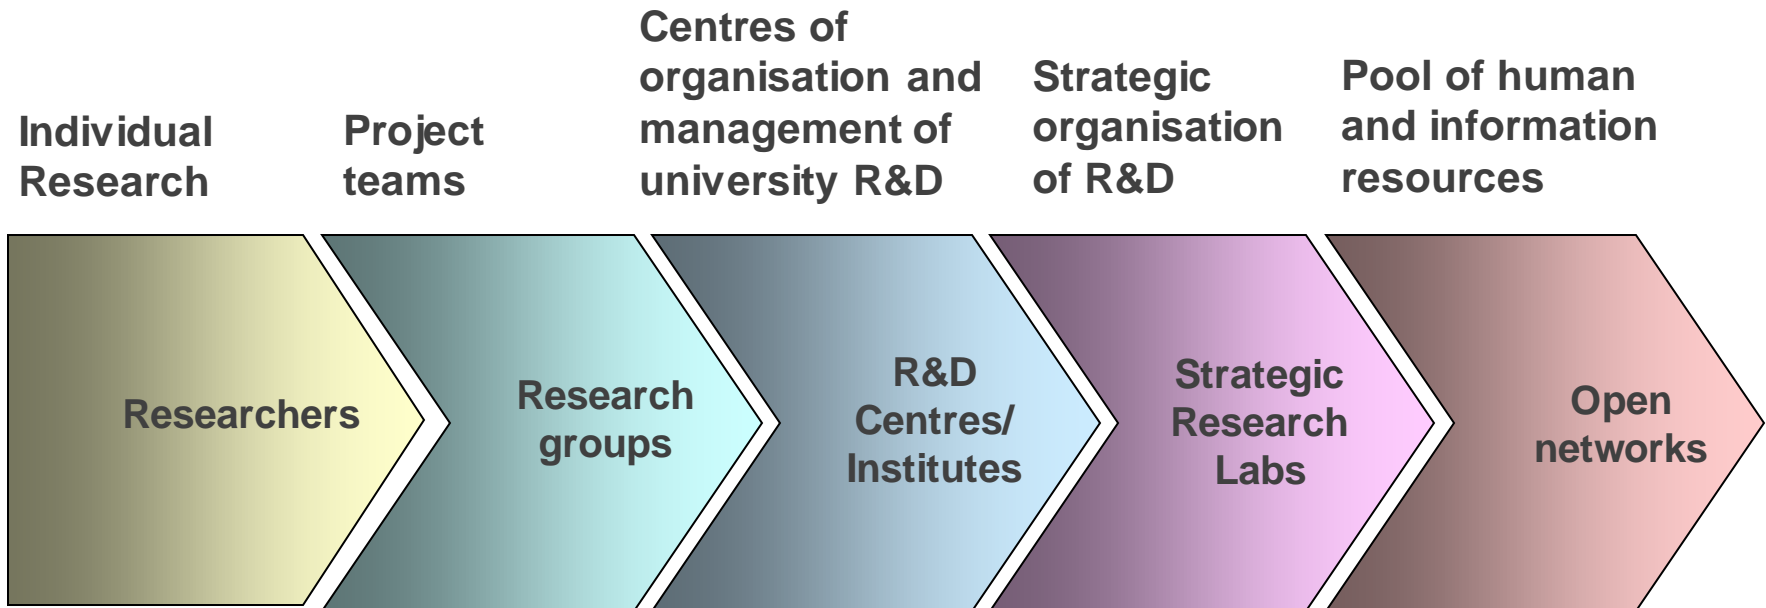 Individual
Research
Project
teams
Centres of
organisation and
management of
university R&D
Strategic
organisation
of R&D
Pool of human
and information
resources
Researchers
Research
groups
R&D
Centres/
Institutes
Strategic
Research
Labs
Open
networks